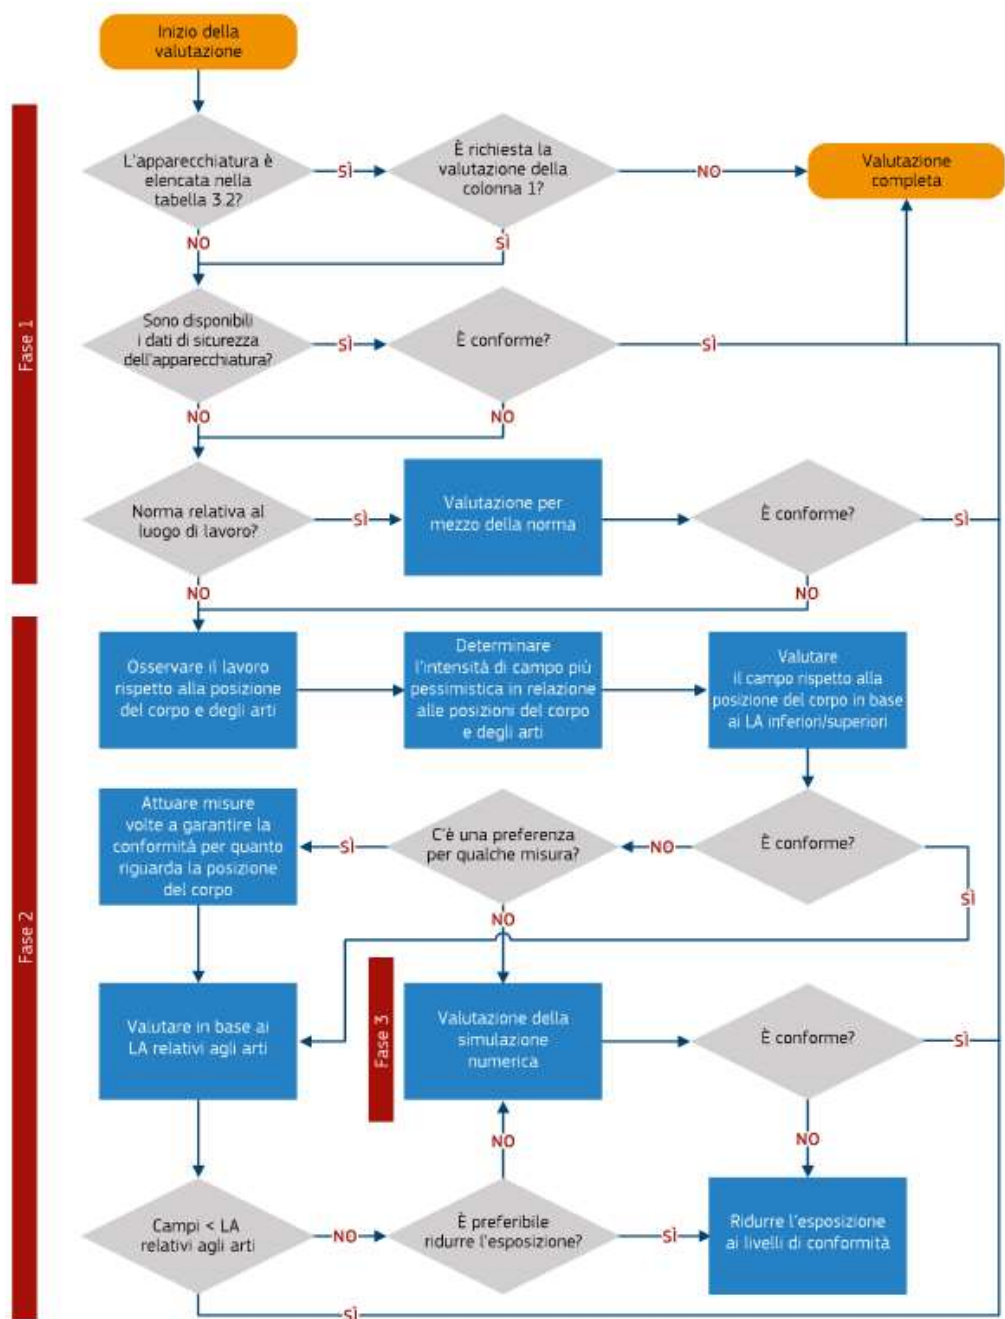 Inizio della
valutazione
Fase 1
L'apparecchiatura è
elencata nella
tabella 3.2?
SÌ
È richiesta la
valutazione della
colonna 1?
NO
Valutazione
completa
NO
SÌ
Sono disponibili
i dati di sicurezza
dell'apparecchiatura?
SÌ
È conforme?
SÌ
NO
NO
Norma relativa al
luogo di lavoro?
SÌ
Valutazione per
mezzo della norma
È conforme?
SÌ
NO
NO
Fase 2
Osservare il lavoro
rispetto alla posizione
del corpo e degli arti
Determinare
l'intensità di campo più
pessimistica in relazione
alle posizioni del corpo
e degli arti
Valutare
il campo rispetto alla
posizione del corpo in base
ai LA inferiori/superiori
Attuare misure
volte a garantire la
conformità per quanto
riguarda la posizione
del corpo
SÌ
C'è una preferenza
per qualche misura?
NO
È conforme?
SÌ
NO
Valutare in base ai
LA relativi agli arti
Fase 3
Valutazione della
simulazione
numerica
È conforme?
SÌ
NO
NO
Campi < LA
relativi agli arti
NO
È preferibile
ridurre l'esposizione?
SÌ
Ridurre l'esposizione
ai livelli di conformità
SÌ